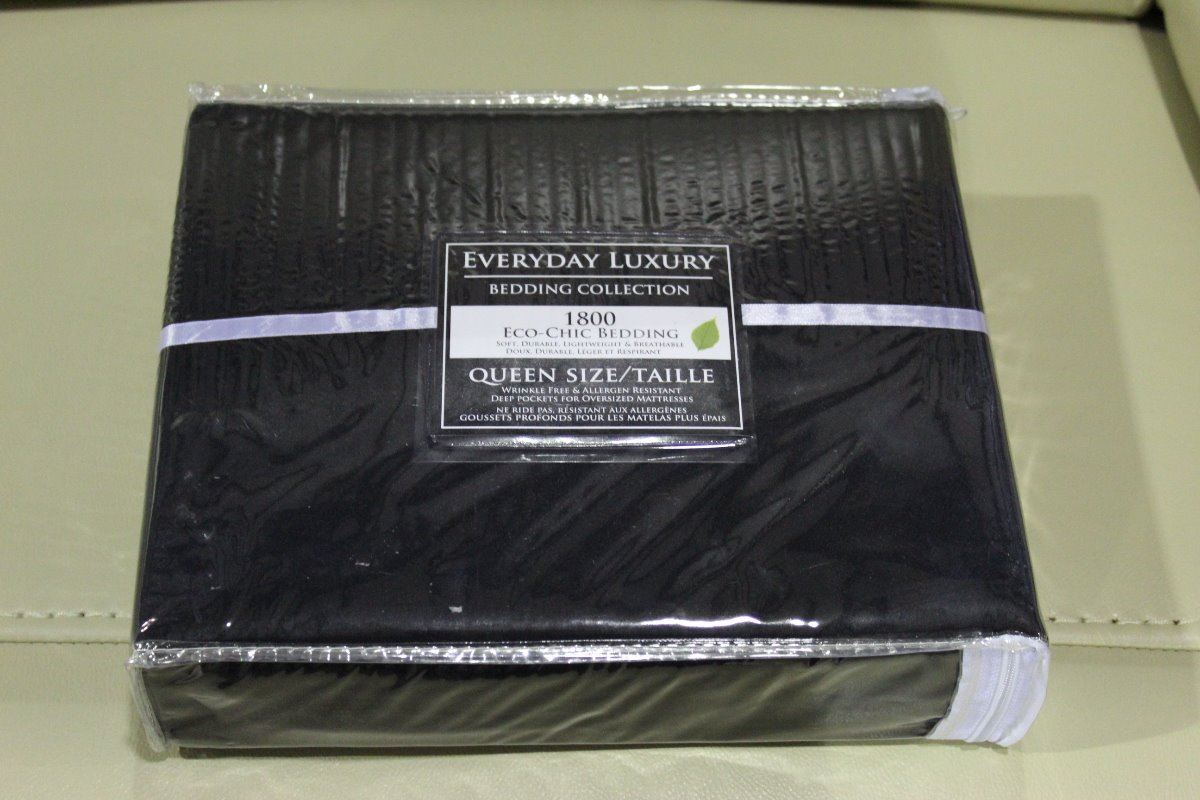 EVERYDAY LUXURY
BEDDING COLLECTION
1800
ECO-CHIC BEDDING
SOFT, DURABLE, LIGHTWEIGHT & BREATHABLE
DOUX, DURABLE, LÉGER ET RESPIRANT
QUEEN SIZE/TAILLE
WRINKLE FREE & ALLERGEN RESISTANT
DEEP POCKETS FOR OVERSIZED MATTRESSES
NE RIDE PAS, RÉSISTANT AUX ALLERGÈNES
GOUSSETS PROFONDS POUR LES MATELAS PLUS ÉPAIS